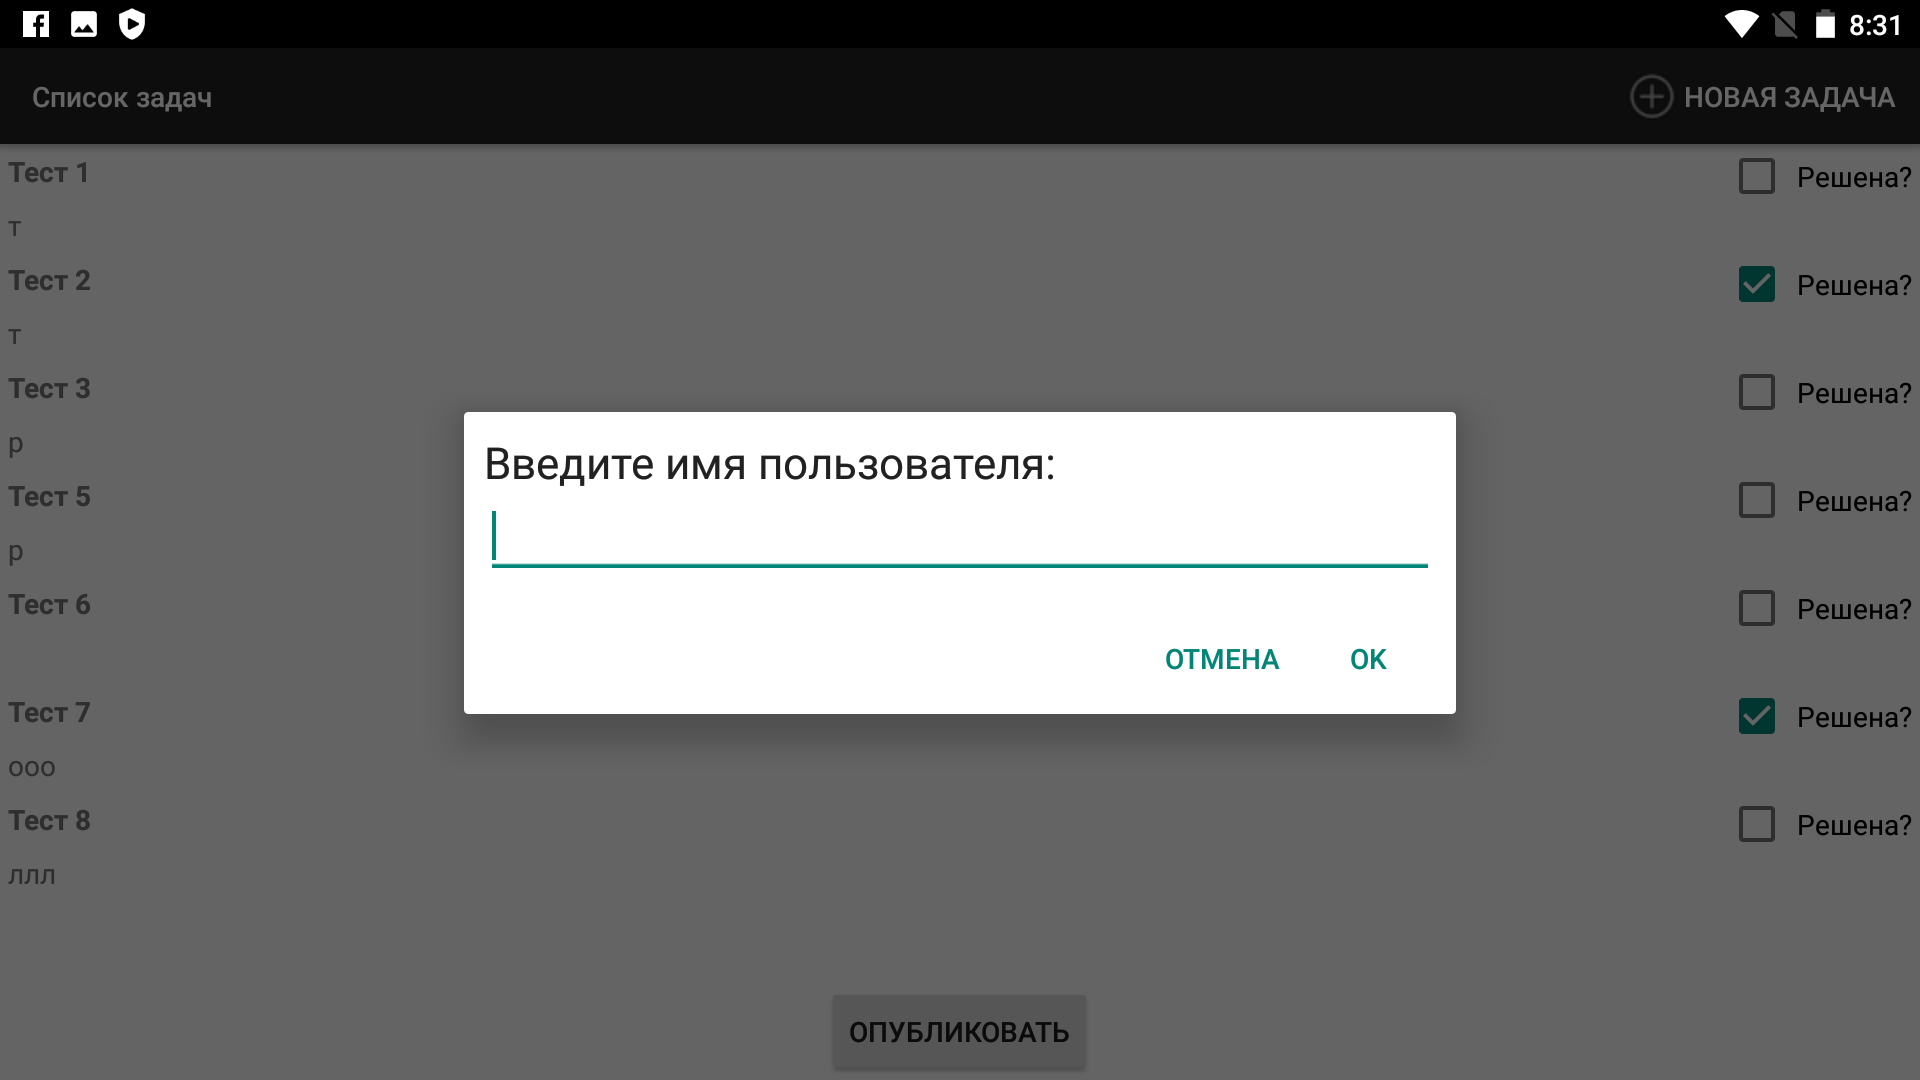 8:31
Список задач
НОВАЯ ЗАДАЧА
Тест 1
Решена?
т
Тест 2
Решена?
т
Тест 3
Решена?
р
Тест 5
Решена?
р
Тест 6
Решена?
Тест 7
Решена?
ооо
Тест 8
Решена?
ллл
Введите имя пользователя:
ОТМЕНА
OK
ОПУБЛИКОВАТЬ